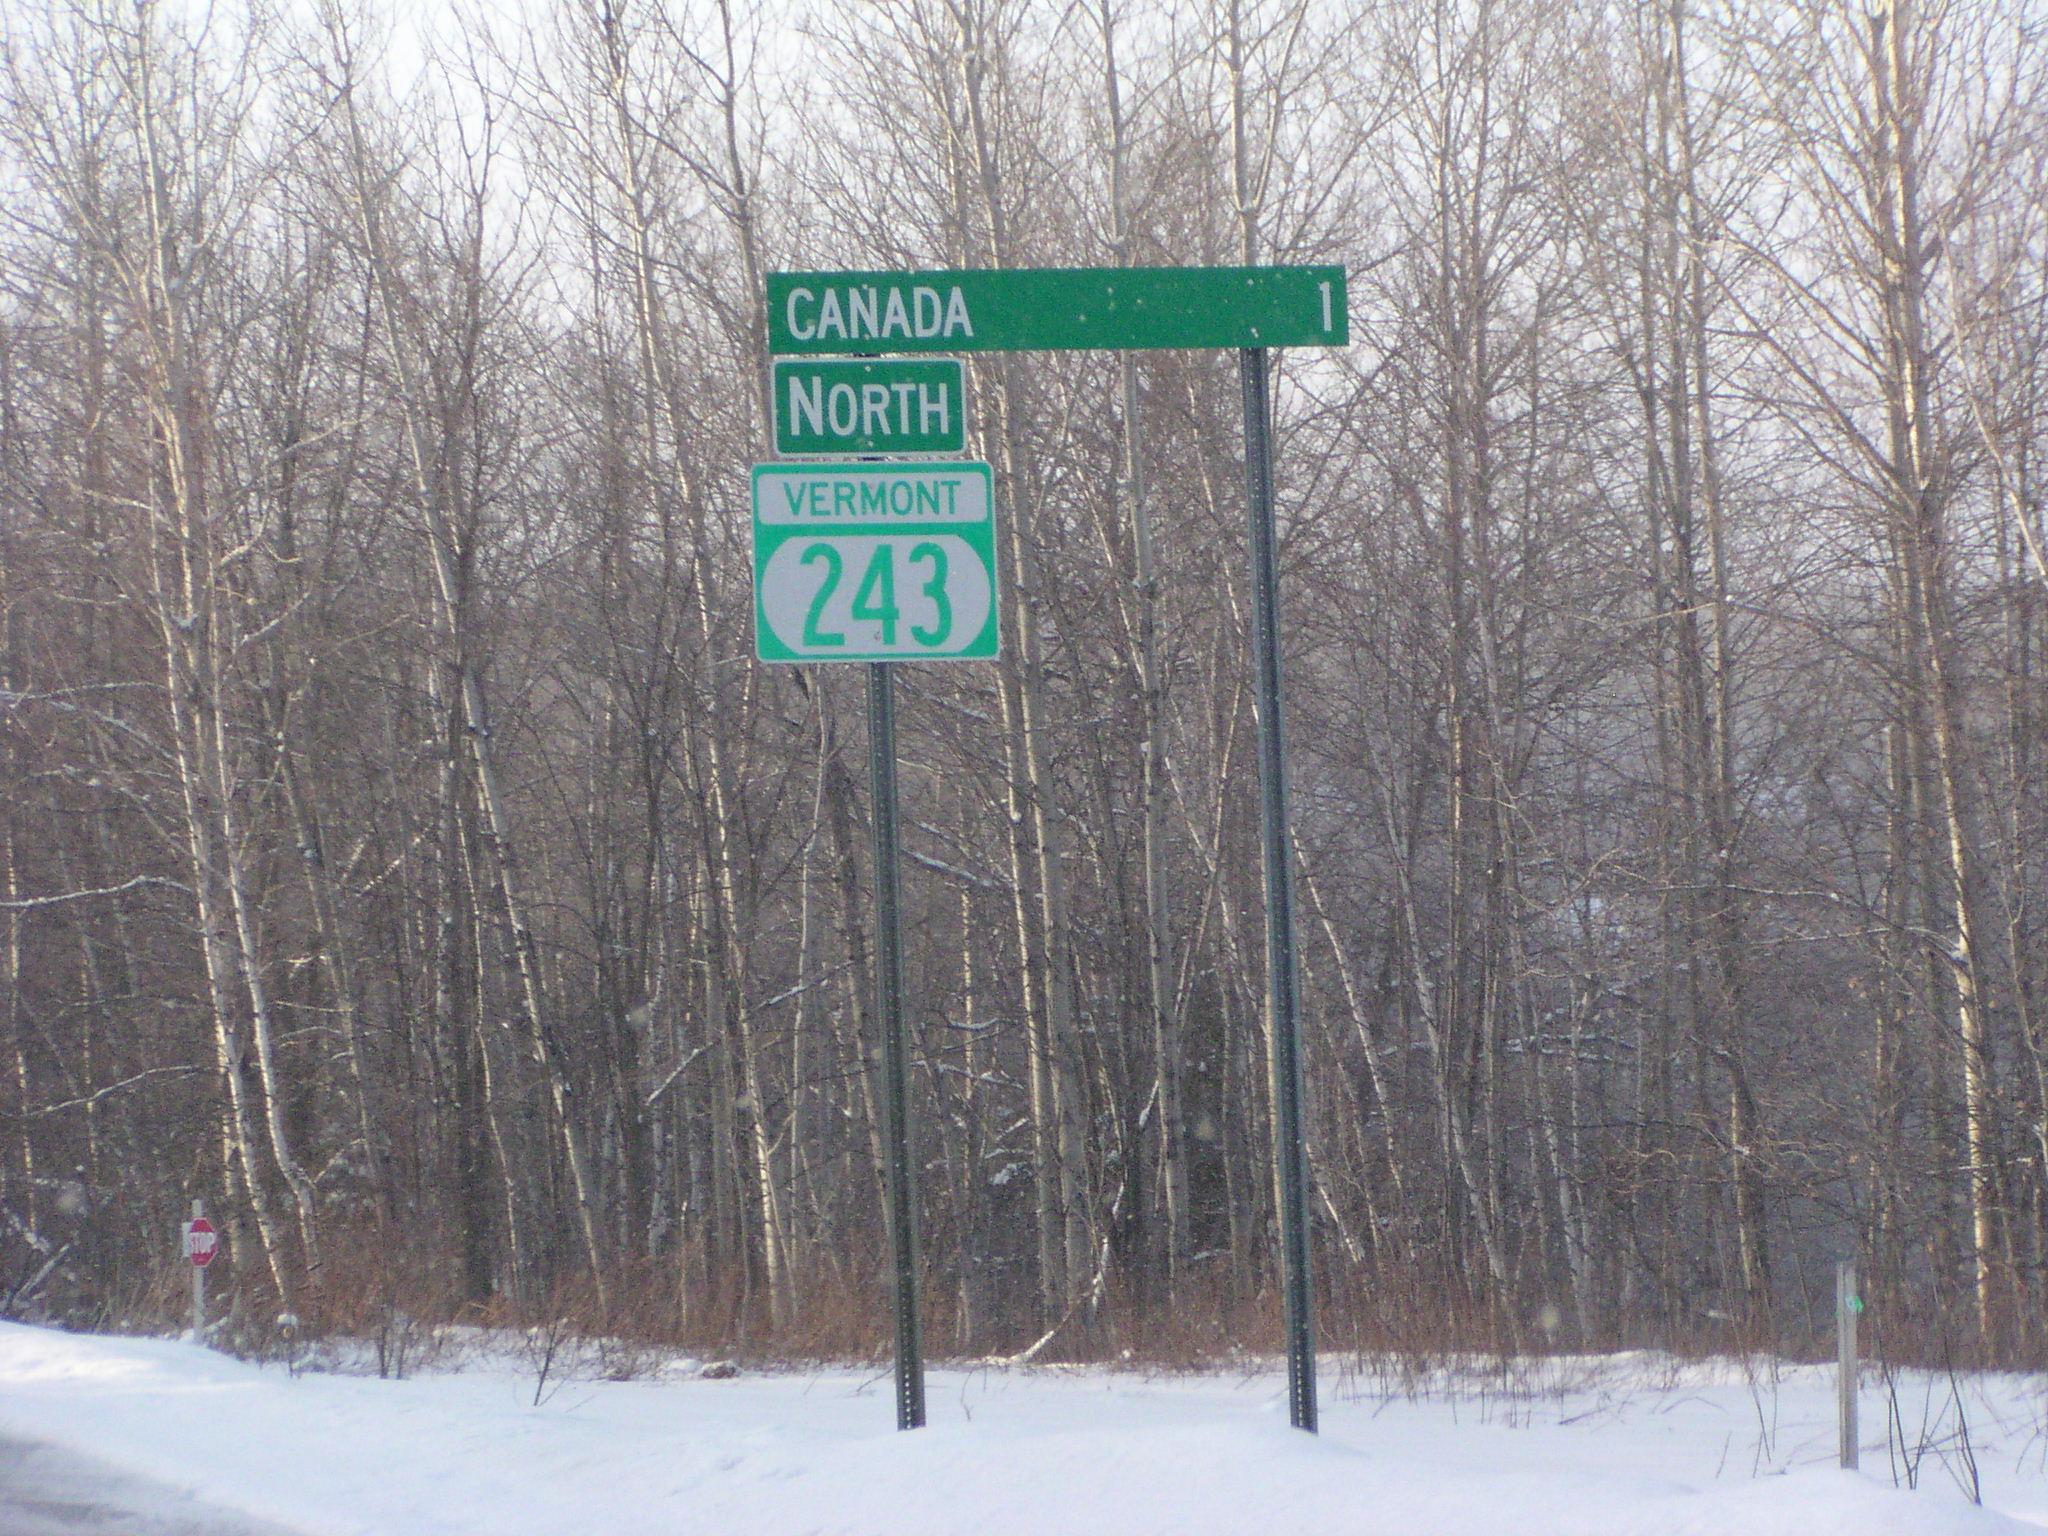 CANADA 1
NORTH
VERMONT
243
STOP